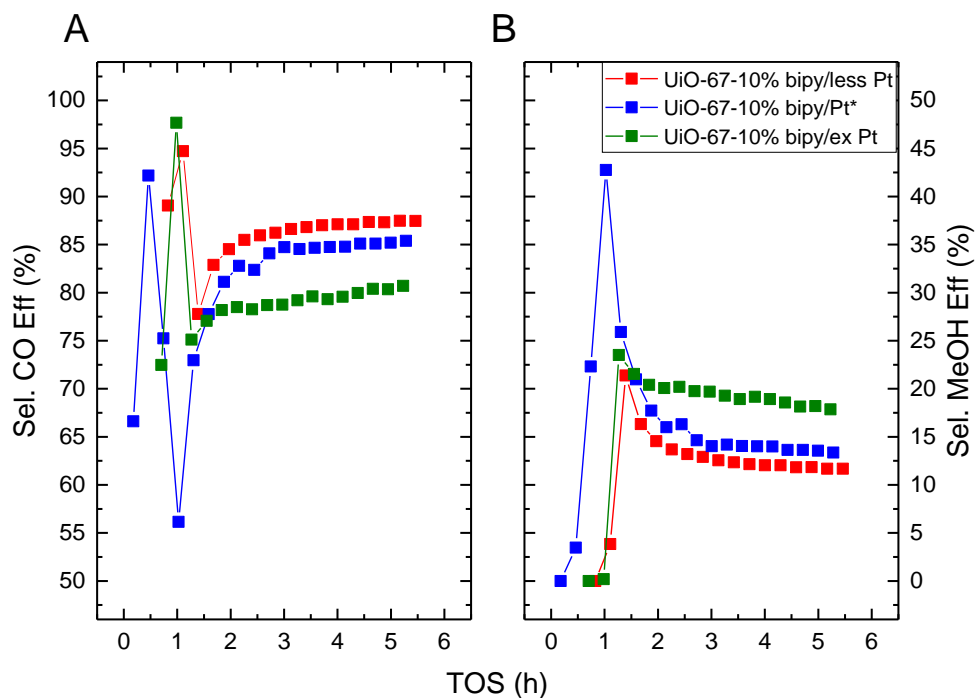 A
B
UiO-67-10% bipy/less Pt
UiO-67-10% bipy/Pt*
UiO-67-10% bipy/ex Pt
Sel. CO Eff (%)
100
95
90
85
80
75
70
65
60
55
50
0 1 2 3 4 5 6
50
45
40
35
30
25
20
15
10
5
0
0 1 2 3 4 5 6
Sel. MeOH Eff (%)
TOS (h)